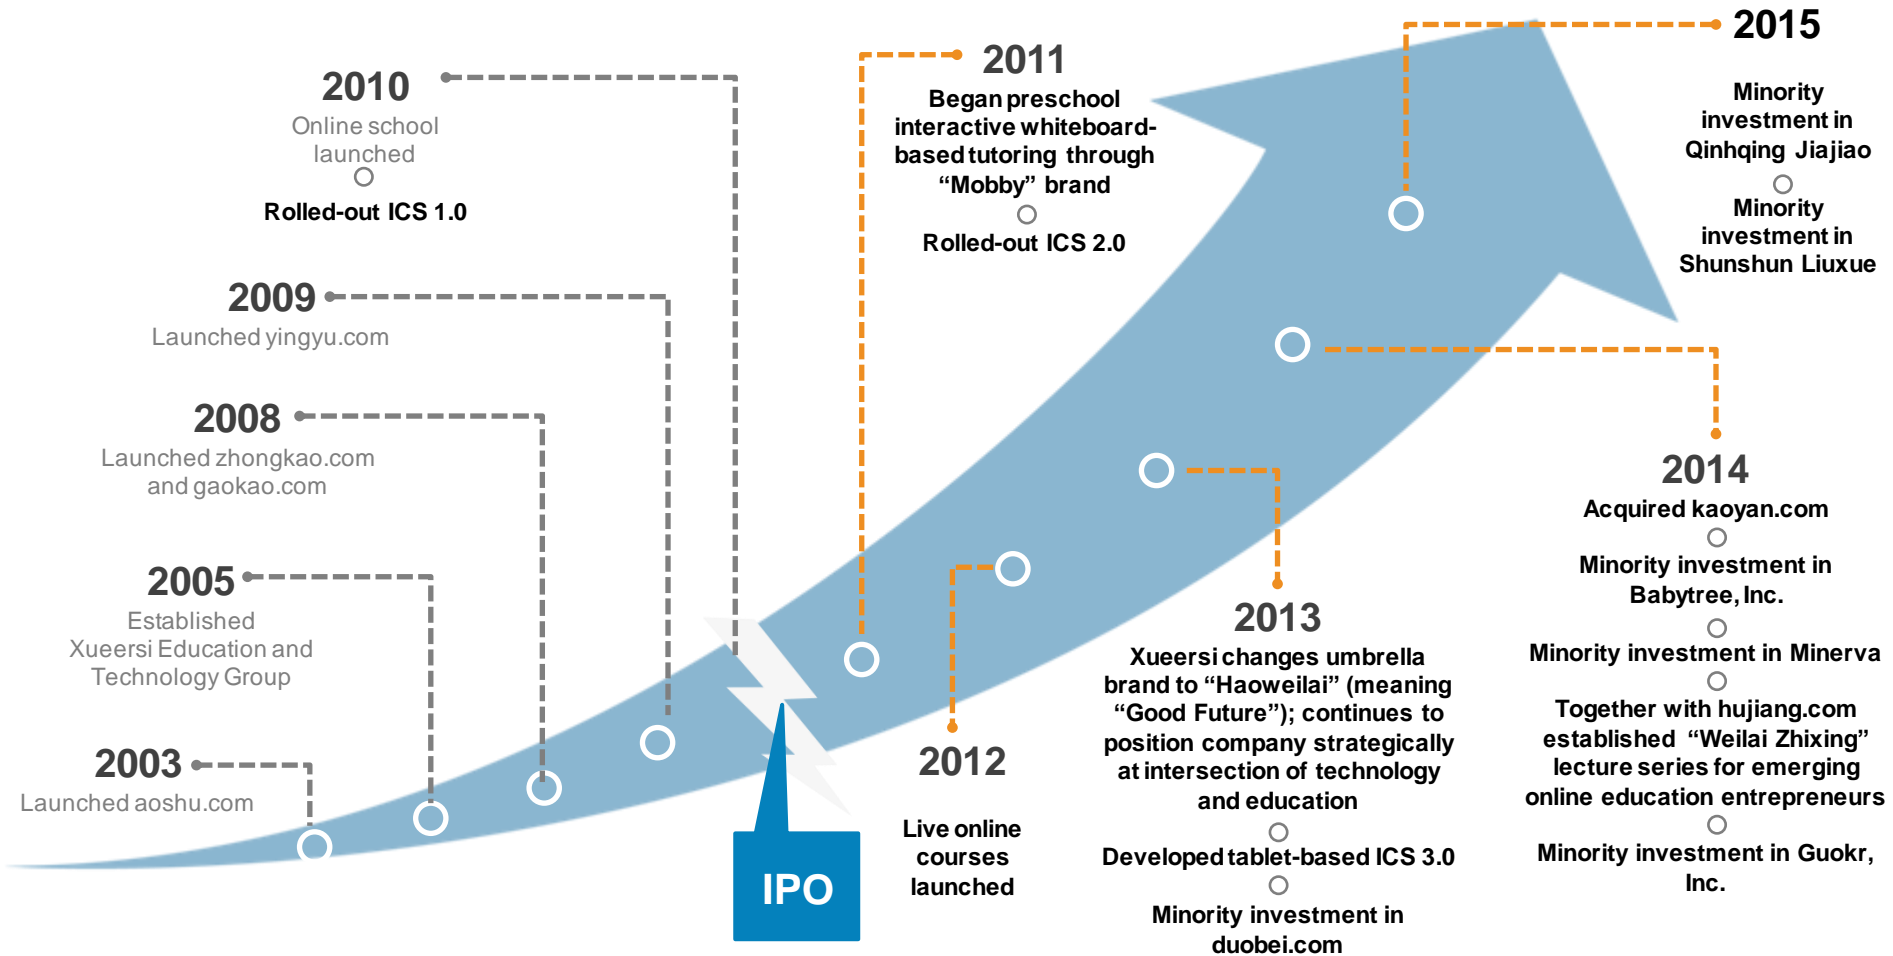 2003
Launched aoshu.com
2005
Established
Xueersi Education and
Technology Group
2008
Launched zhongkao.com
and gaokao.com
2009
Launched yingyu.com
2010
Online school
launched
Rolled-out ICS 1.0
IPO
2011
Began preschool
interactive whiteboard-
based tutoring through
“Mobby” brand
Rolled-out ICS 2.0
2012
Live online
courses
launched
2013
Xueersi changes umbrella
brand to “Haoweilai” (meaning
“Good Future”); continues to
position company strategically
at intersection of technology
and education
Developed tablet-based ICS 3.0
Minority investment in
duobei.com
2014
Acquired kaoyan.com
Minority investment in
Babytree, Inc.
Minority investment in Minerva
Together with hujiang.com
established “Weilai Zhixing”
lecture series for emerging
online education entrepreneurs
Minority investment in Guokr,
Inc.
2015
Minority
investment in
Qinhqing Jiajiao
Minority
investment in
Shunshun Liuxue